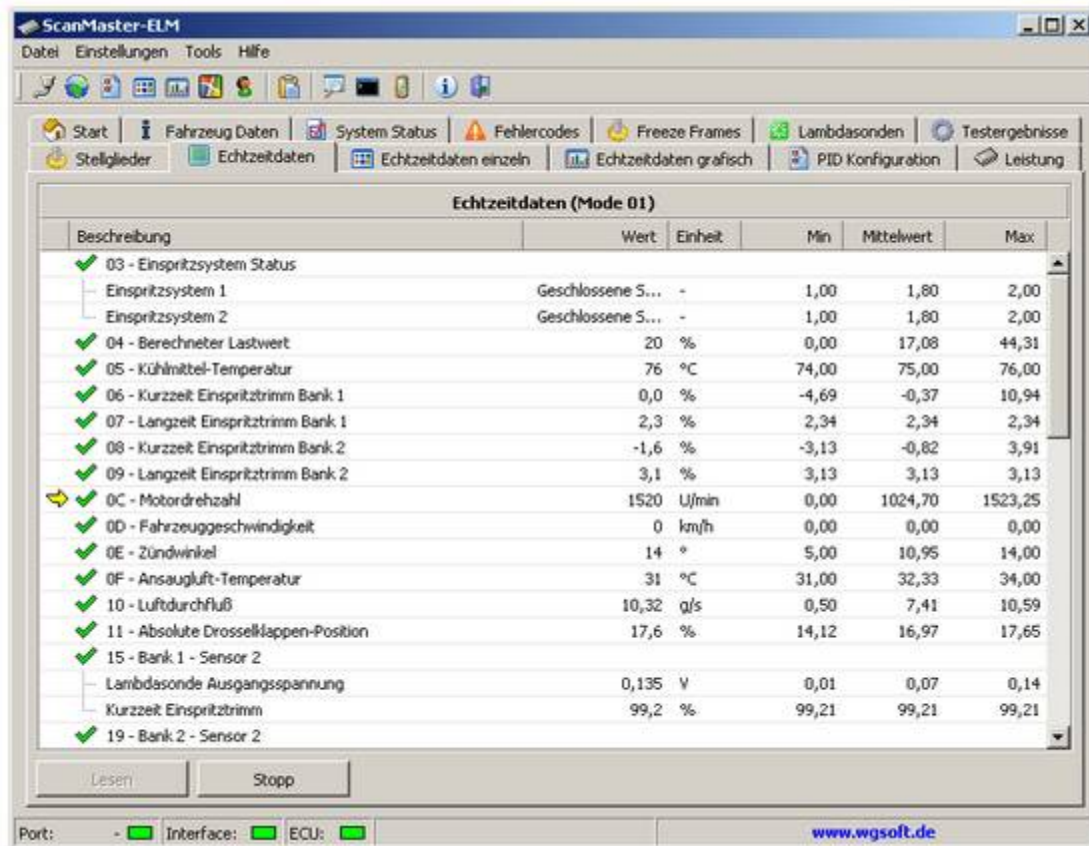 ScanMaster-ELM
Datei Einstellungen Tools Hilfe
Start Fahrzeug Daten System Status Fehlercodes Freeze Frames Lambdasonden Testergebnisse
Stellglieder Echtzeitdaten Echtzeitdaten einzeln Echtzeitdaten grafisch PID Konfiguration Leistung
Echtzeitdaten (Mode 01)
Beschreibung Wert Einheit Min Mittelwert Max
03 - Einspritzsystem Status
Einspritzsystem 1 Geschlossene S... - 1,00 1,80 2,00
Einspritzsystem 2 Geschlossene S... - 1,00 1,80 2,00
04 - Berechneter Lastwert 20 % 0,00 17,08 44,31
05 - Kühlmittel-Temperatur 76 °C 74,00 75,00 76,00
06 - Kurzzeit Einspritztrimm Bank 1 0,0 % -4,69 -0,37 10,94
07 - Langzeit Einspritztrimm Bank 1 2,3 % 2,34 2,34 2,34
08 - Kurzzeit Einspritztrimm Bank 2 -1,6 % -3,13 -0,82 3,91
09 - Langzeit Einspritztrimm Bank 2 3,1 % 3,13 3,13 3,13
0C - Motordrehzahl 1520 U/min 0,00 1024,70 1523,25
0D - Fahrzeuggeschwindigkeit 0 km/h 0,00 0,00 0,00
0E - Zündwinkel 14 ° 5,00 10,95 14,00
0F - Ansaugluft-Temperatur 31 °C 31,00 32,33 34,00
10 - Luftdurchfluß 10,32 g/s 0,50 7,41 10,59
11 - Absolute Drosselklappen-Position 17,6 % 14,12 16,97 17,65
15 - Bank 1 - Sensor 2
Lambdasonde Ausgangsspannung 0,135 V 0,01 0,07 0,14
Kurzzeit Einspritztrimm 99,2 % 99,21 99,21 99,21
19 - Bank 2 - Sensor 2
Lesen Stopp
Port: - Interface: ECU: www.wgsoft.de